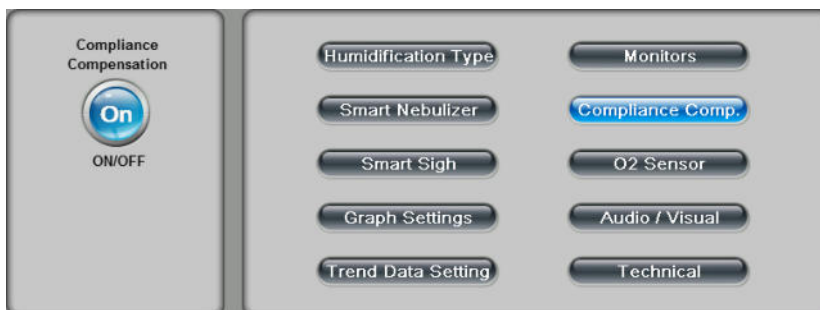 Compliance
Compensation
On
ON/OFF
Humidification Type
Monitors
Smart Nebulizer
Compliance Comp.
Smart Sigh
O2 Sensor
Graph Settings
Audio / Visual
Trend Data Setting
Technical